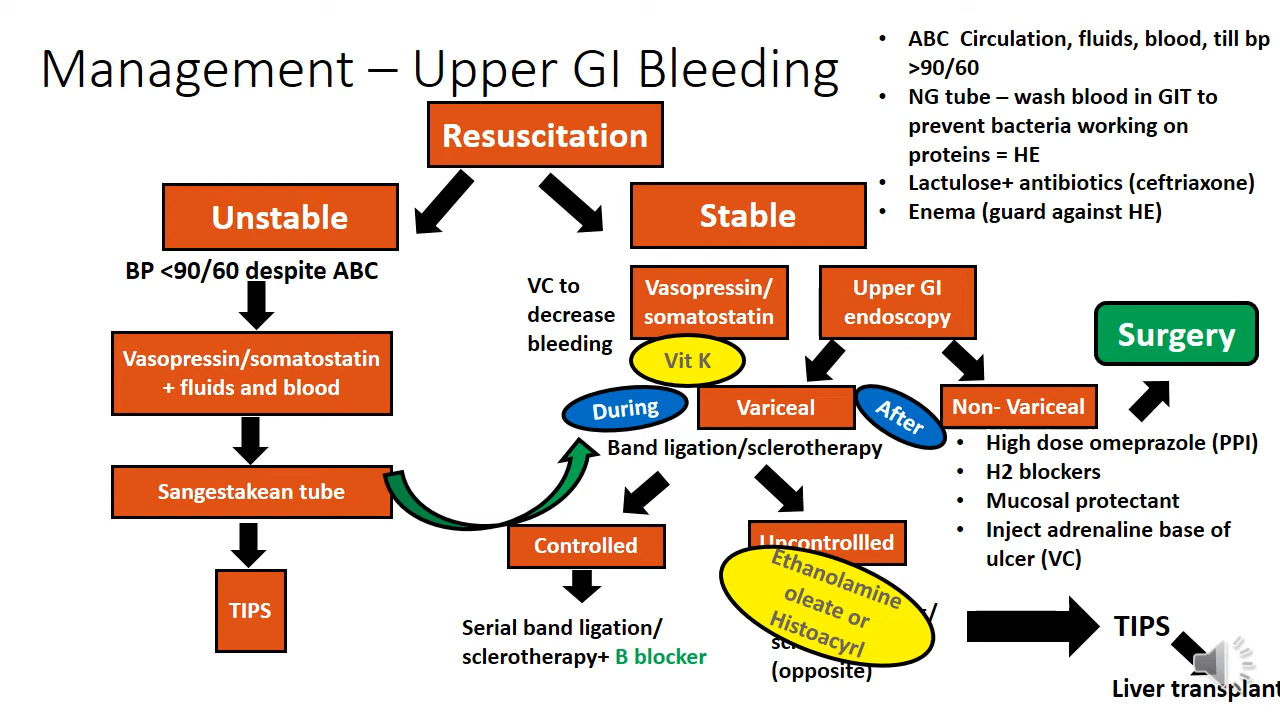 Management – Upper GI Bleeding
• ABC Circulation, fluids, blood, till bp
>90/60
• NG tube – wash blood in GIT to
prevent bacteria working on
proteins = HE
• Lactulose+ antibiotics (ceftriaxone)
• Enema (guard against HE)
Resuscitation
Unstable
Stable
BP <90/60 despite ABC
VC to
decrease
bleeding
Vasopressin/
somatostatin
Upper GI
endoscopy
Surgery
Vit K
Vasopressin/somatostatin
+ fluids and blood
During
Variceal
After
Non- Variceal
Band ligation/sclerotherapy
• High dose omeprazole (PPI)
• H2 blockers
• Mucosal protectant
• Inject adrenaline base of
ulcer (VC)
Sangestakean tube
Controlled
Uncontrollled
Ethanolamine
oleate or
Histoacyrl
(opposite)
TIPS
Serial band ligation/
sclerotherapy+ B blocker
TIPS
Liver transplant